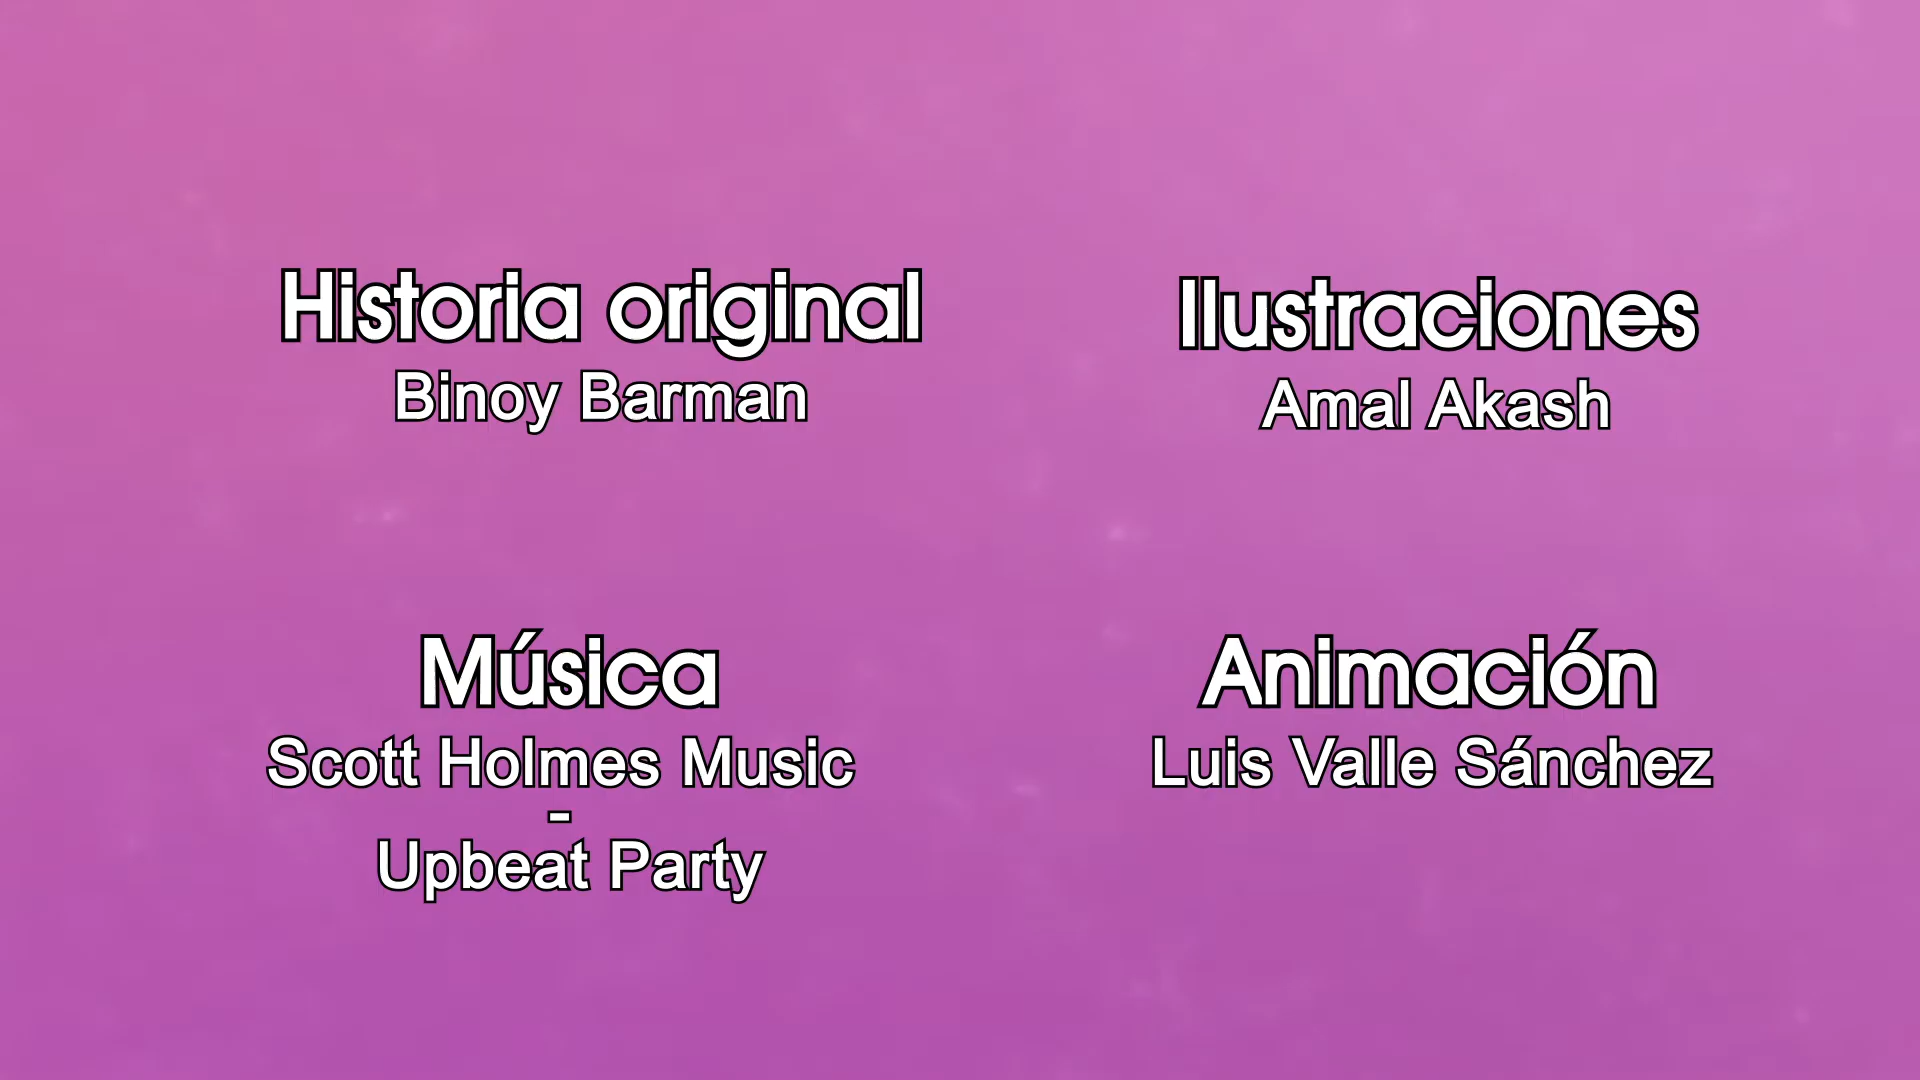 Historia original
Binoy Barman
Ilustraciones
Amal Akash
Música
Scott Holmes Music
-
Upbeat Party
Animación
Luis Valle Sánchez